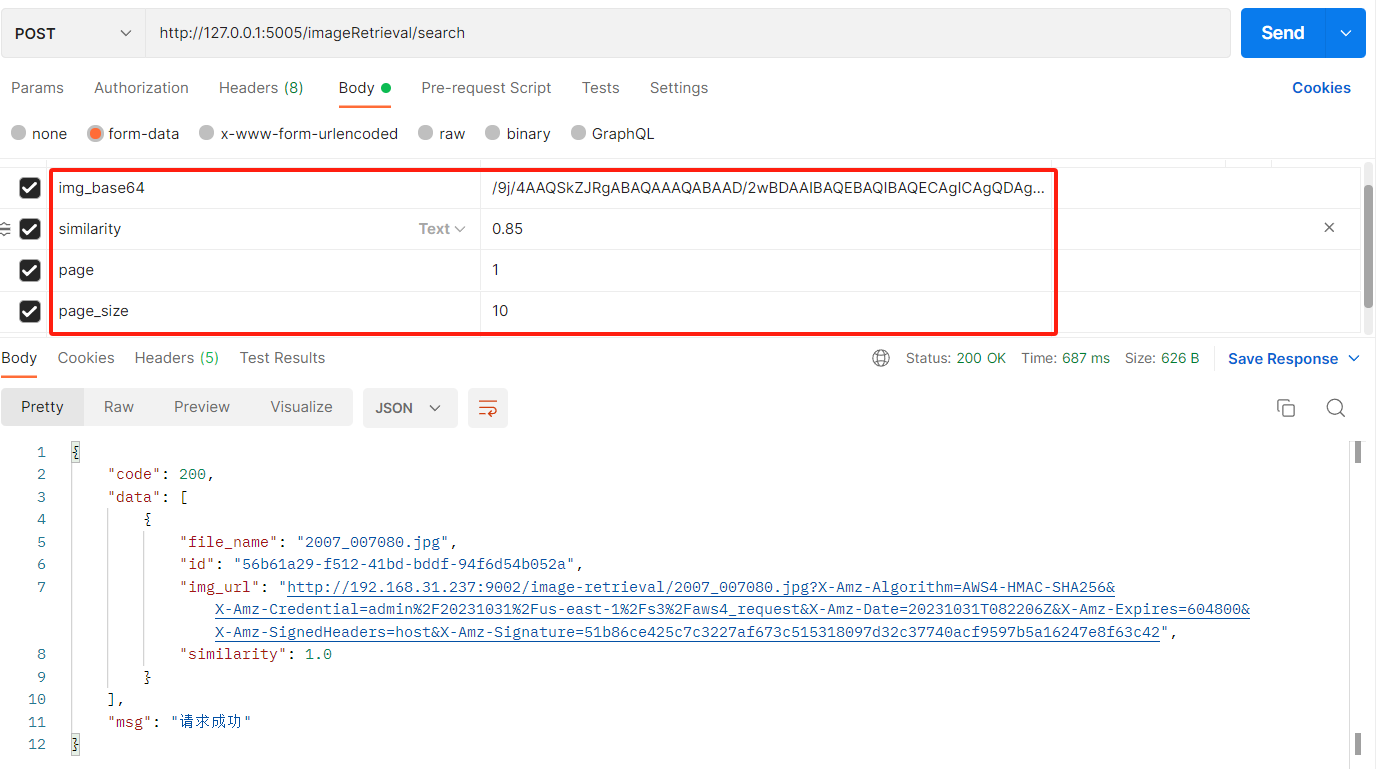 POST http://127.0.0.1:5005/imageRetrieval/search Send
Params Authorization Headers (8) Body Pre-request Script Tests Settings Cookies
none form-data x-www-form-urlencoded raw binary GraphQL
img_base64 /9j/4AAQSkZJRgABAQAAAQABAAD/2wBDAAIBAQEBAQIBAQECAgICAgQDAg...
similarity Text 0.85
page 1
page_size 10
Body Cookies Headers (5) Test Results Status: 200 OK Time: 687 ms Size: 626 B Save Response
Pretty Raw Preview Visualize JSON
1 {
2 "code": 200,
3 "data": [
4 {
5 "file_name": "2007_007080.jpg",
6 "id": "56b61a29-f512-41bd-bddf-94f6d54b052a",
7 "img_url": "http://192.168.31.237:9002/image-retrieval/2007_007080.jpg?X-Amz-Algorithm=AWS4-HMAC-SHA256&
X-Amz-Credential=admin%2F20231031%2Fus-east-1%2Fs3%2Faws4_request&X-Amz-Date=20231031T082206Z&X-Amz-Expires=604800&
X-Amz-SignedHeaders=host&X-Amz-Signature=51b86ce425c7c3227af673c515318097d32c37740acf9597b5a16247e8f63c42",
8 "similarity": 1.0
9 }
10 ],
11 "msg": "请求成功"
12 }